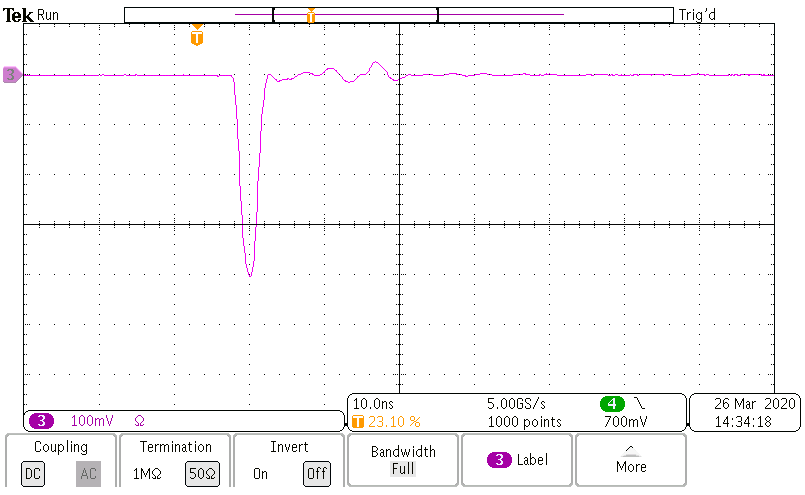 Tek Run Trig'd
T T
3
10.0ns 5.00GS/s 4 26 Mar 2020
3 100mV Ω T 23.10 % 1000 points 700mV 14:34:18
Coupling Termination Invert Bandwidth 3 Label More
DC AC 1MΩ 50Ω On Off Full